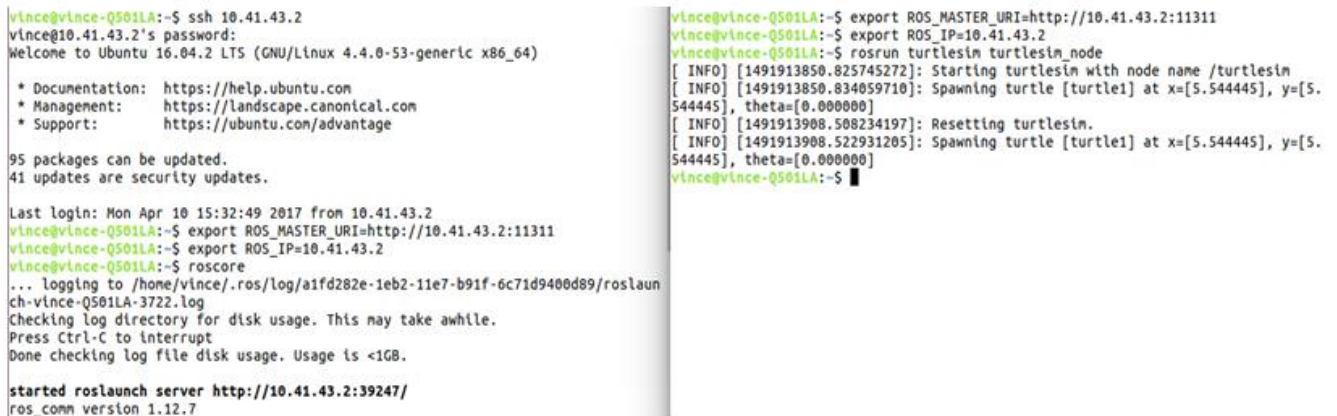 vince@vince-Q501LA:~$ ssh 10.41.43.2
vince@10.41.43.2's password:
Welcome to Ubuntu 16.04.2 LTS (GNU/Linux 4.4.0-53-generic x86_64)

 * Documentation:  https://help.ubuntu.com
 * Management:     https://landscape.canonical.com
 * Support:        https://ubuntu.com/advantage

95 packages can be updated.
41 updates are security updates.

Last login: Mon Apr 10 15:32:49 2017 from 10.41.43.2
vince@vince-Q501LA:~$ export ROS_MASTER_URI=http://10.41.43.2:11311
vince@vince-Q501LA:~$ export ROS_IP=10.41.43.2
vince@vince-Q501LA:~$ roscore
... logging to /home/vince/.ros/log/a1fd282e-1eb2-11e7-b91f-6c71d9400d89/roslaun
ch-vince-Q501LA-3722.log
Checking log directory for disk usage. This may take awhile.
Press Ctrl-C to interrupt
Done checking log file disk usage. Usage is <1GB.

started roslaunch server http://10.41.43.2:39247/
ros_comm version 1.12.7
vince@vince-Q501LA:~$ export ROS_MASTER_URI=http://10.41.43.2:11311
vince@vince-Q501LA:~$ export ROS_IP=10.41.43.2
vince@vince-Q501LA:~$ rosrun turtlesim turtlesim_node
[ INFO] [1491913850.825745272]: Starting turtlesim with node name /turtlesim
[ INFO] [1491913850.834059710]: Spawning turtle [turtle1] at x=[5.544445], y=[5.
544445], theta=[0.000000]
[ INFO] [1491913908.508234197]: Resetting turtlesim.
[ INFO] [1491913908.522931205]: Spawning turtle [turtle1] at x=[5.544445], y=[5.
544445], theta=[0.000000]
vince@vince-Q501LA:~$